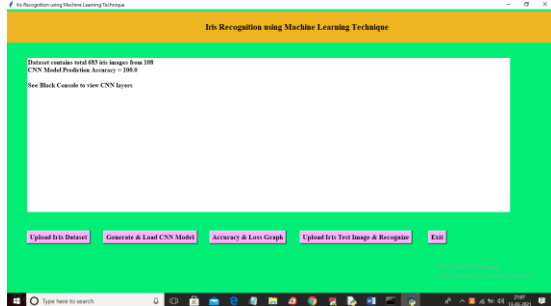 Iris Recognition using Machine Learning Technique
Iris Recognition using Machine Learning Technique
Dataset contains total 683 iris images from 108
CNN Model Prediction Accuracy = 100.0
See Black Console to view CNN layers
Upload Iris Dataset
Generate & Load CNN Model
Accuracy & Loss Graph
Upload Iris Test Image & Recognize
Exit
Type here to search
21:07